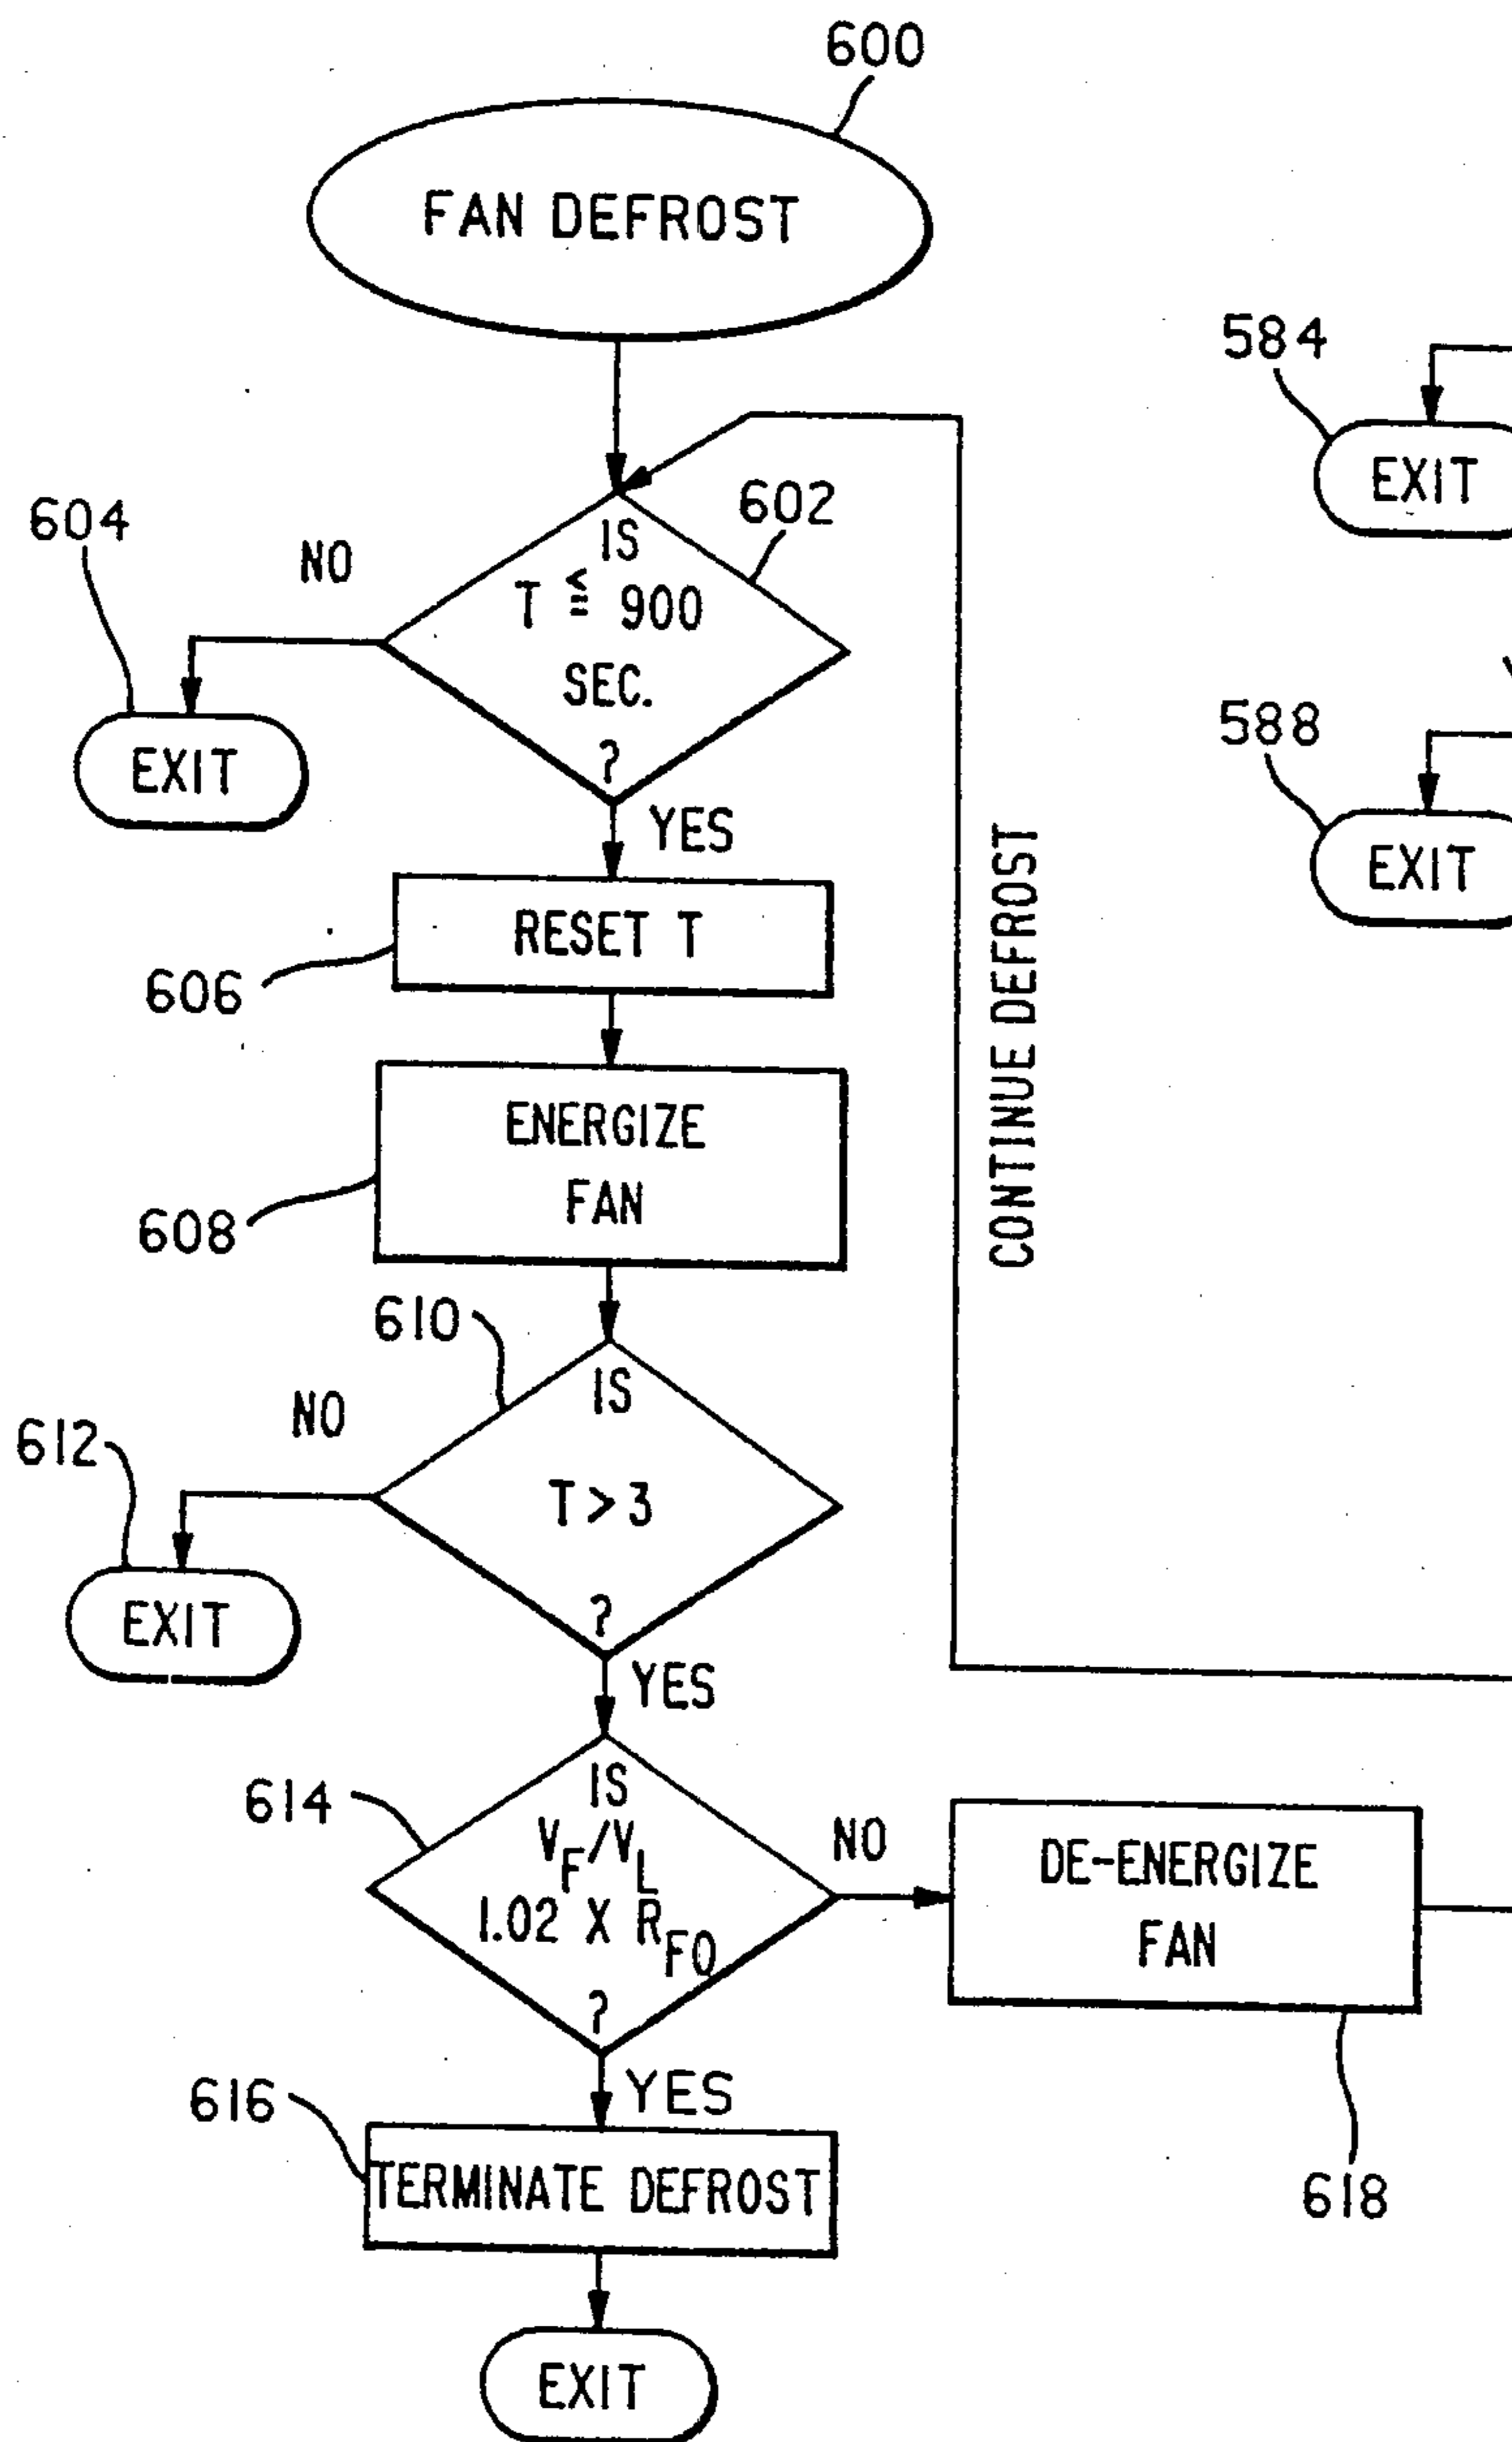 600
FAN DEFROST
584
EXIT
602
604
NO
IS
T ≦ 900
SEC.
?
EXIT
YES
588
EXIT
RESET T
606
CONTINUE DEFROST
ENERGIZE
FAN
608
610
IS
NO
612
T > 3
?
EXIT
YES
614
IS
V_F/V_L
1.02 X R_FO
?
NO
DE-ENERGIZE
FAN
YES
616
TERMINATE DEFROST
618
EXIT